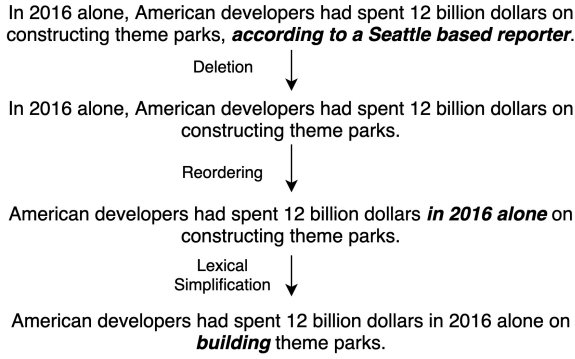 In 2016 alone, American developers had spent 12 billion dollars on
constructing theme parks, according to a Seattle based reporter.
Deletion
In 2016 alone, American developers had spent 12 billion dollars on
constructing theme parks.
Reordering
American developers had spent 12 billion dollars in 2016 alone on
constructing theme parks.
Lexical
Simplification
American developers had spent 12 billion dollars in 2016 alone on
building theme parks.